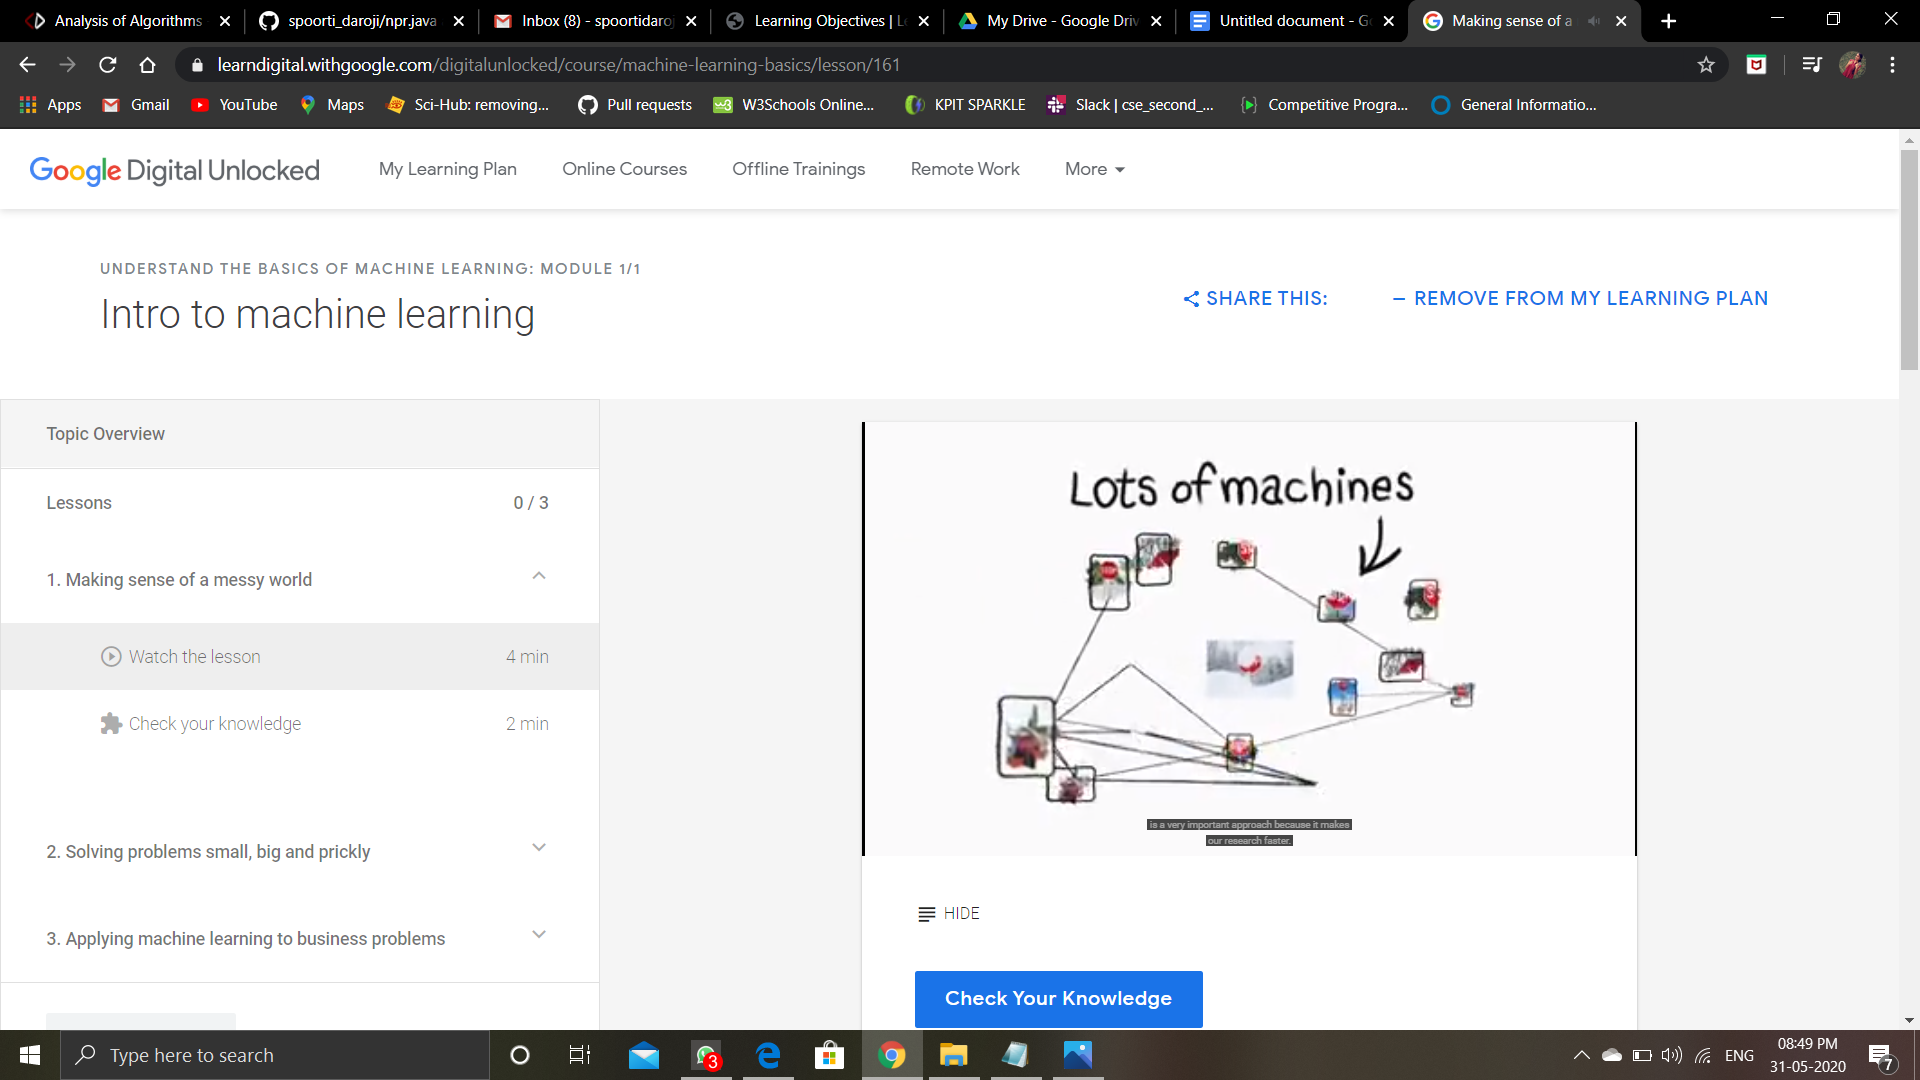 Analysis of Algorithms
spoorti_daroji/npr.java
Inbox (8) - spoortidaroj
Learning Objectives | L
My Drive - Google Driv
Untitled document - G
Making sense of a
learndigital.withgoogle.com/digitalunlocked/course/machine-learning-basics/lesson/161
Apps
Gmail
YouTube
Maps
Sci-Hub: removing...
Pull requests
W3Schools Online...
KPIT SPARKLE
Slack | cse_second_...
Competitive Progra...
General Informatio...
Google Digital Unlocked
My Learning Plan
Online Courses
Offline Trainings
Remote Work
More
UNDERSTAND THE BASICS OF MACHINE LEARNING: MODULE 1/1
Intro to machine learning
SHARE THIS:
REMOVE FROM MY LEARNING PLAN
Topic Overview
Lessons 0 / 3
1. Making sense of a messy world
Watch the lesson 4 min
Check your knowledge 2 min
2. Solving problems small, big and prickly
3. Applying machine learning to business problems
Lots of machines
is a very important approach because it makes
our research faster.
HIDE
Check Your Knowledge
Type here to search
3
ENG
08:49 PM
31-05-2020
7